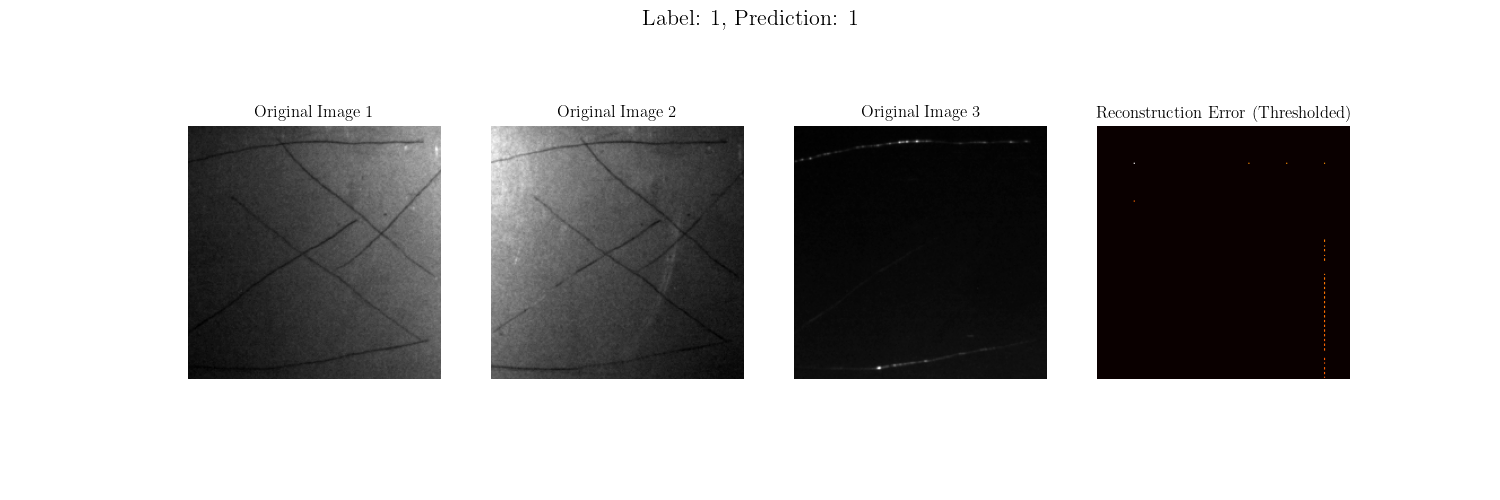 Label: 1, Prediction: 1
Original Image 1
Original Image 2
Original Image 3
Reconstruction Error (Thresholded)